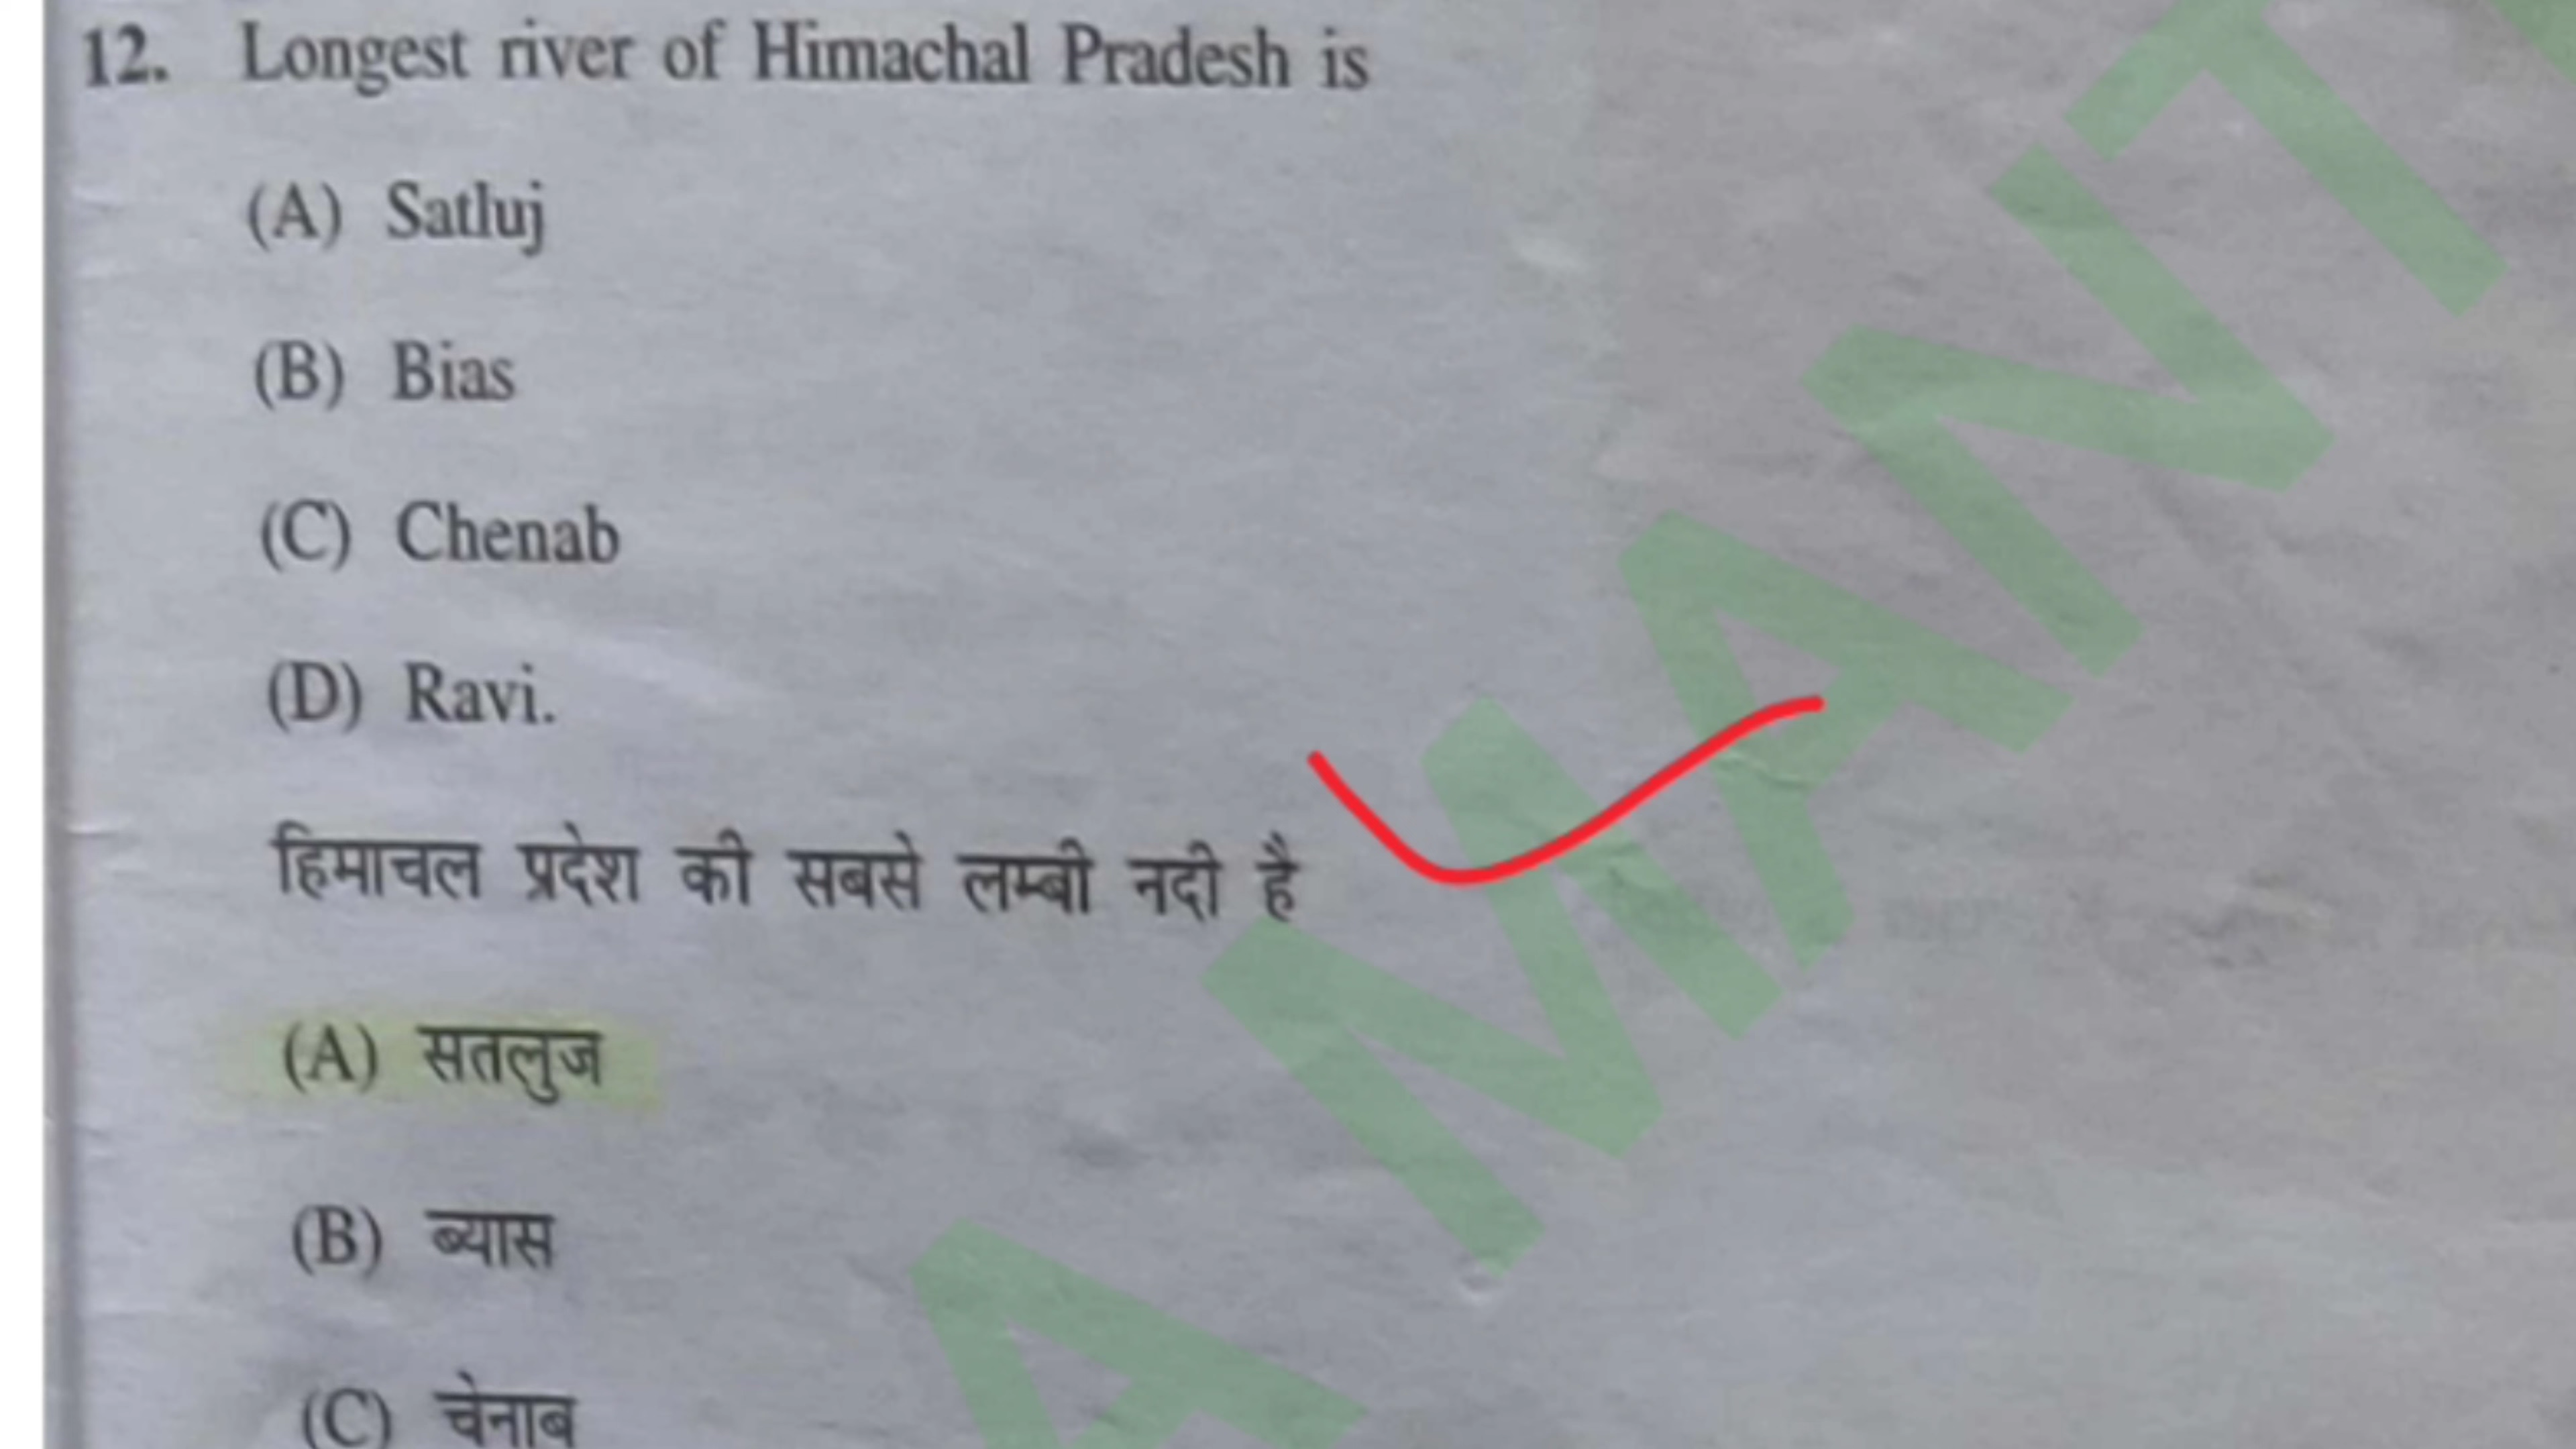 12. Longest river of Himachal Pradesh is
(A) Satluj
(B) Bias
(C) Chenab
(D) Ravi.
हिमाचल प्रदेश की सबसे लम्बी नदी है
(A) सतलुज
(B) ब्यास
(C) चेनाब